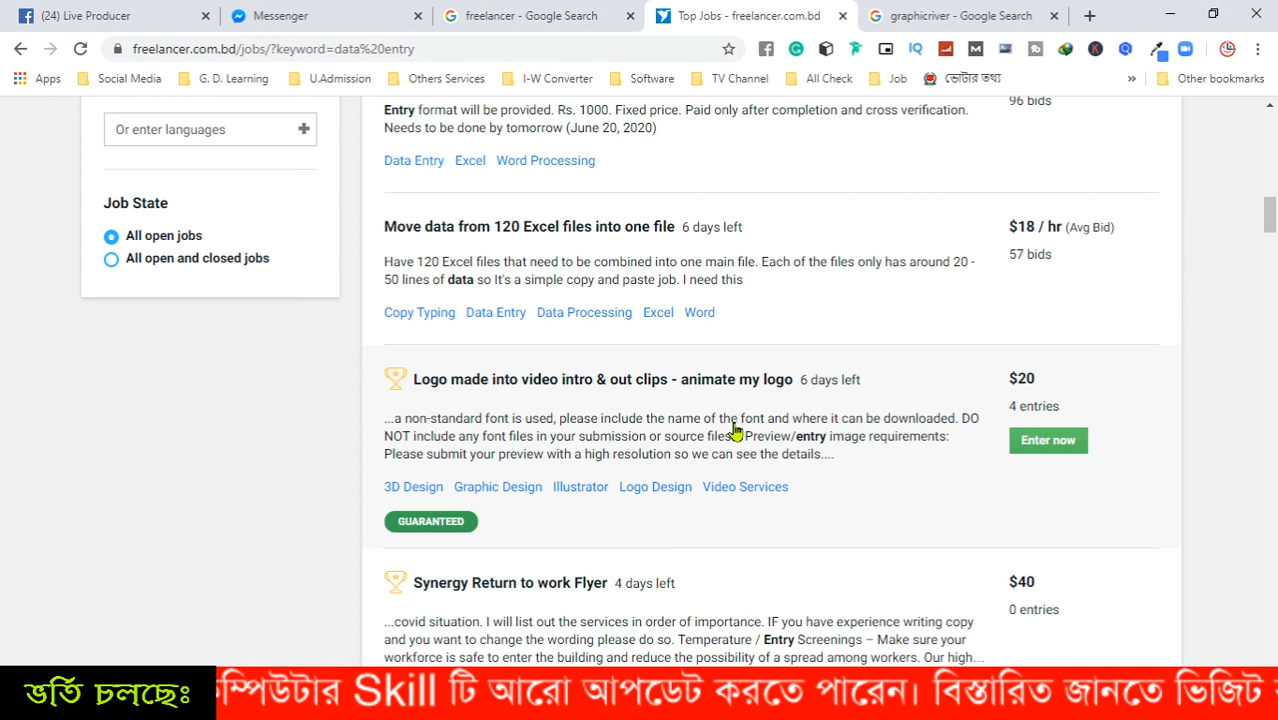 (24) Live Producer
Messenger
freelancer - Google Search
Top Jobs - freelancer.com.bd
graphicriver - Google Search
freelancer.com.bd/jobs/?keyword=data%20entry
Apps
Social Media
G. D. Learning
U.Admission
Others Services
I-W Converter
Software
TV Channel
All Check
Job
ভোটার তথ্য
»
Other bookmarks
Or enter languages
Job State
All open jobs
All open and closed jobs
96 bids
Entry format will be provided. Rs. 1000. Fixed price. Paid only after completion and cross verification.
Needs to be done by tomorrow (June 20, 2020)
Data Entry Excel Word Processing
Move data from 120 Excel files into one file 6 days left
$18 / hr (Avg Bid)
57 bids
Have 120 Excel files that need to be combined into one main file. Each of the files only has around 20 -
50 lines of data so It's a simple copy and paste job. I need this
Copy Typing Data Entry Data Processing Excel Word
Logo made into video intro & out clips - animate my logo 6 days left
$20
4 entries
Enter now
...a non-standard font is used, please include the name of the font and where it can be downloaded. DO
NOT include any font files in your submission or source files. Preview/entry image requirements:
Please submit your preview with a high resolution so we can see the details....
3D Design Graphic Design Illustrator Logo Design Video Services
GUARANTEED
Synergy Return to work Flyer 4 days left
$40
0 entries
...covid situation. I will list out the services in order of importance. IF you have experience writing copy
and you want to change the wording please do so. Temperature / Entry Screenings – Make sure your
workforce is safe to enter the building and reduce the possibility of a spread among workers. Our high...
ভর্তি চলছেঃ
কম্পিউটার Skill টি আরো আপডেট করতে পারেন। বিস্তারিত জানতে ভিজিট